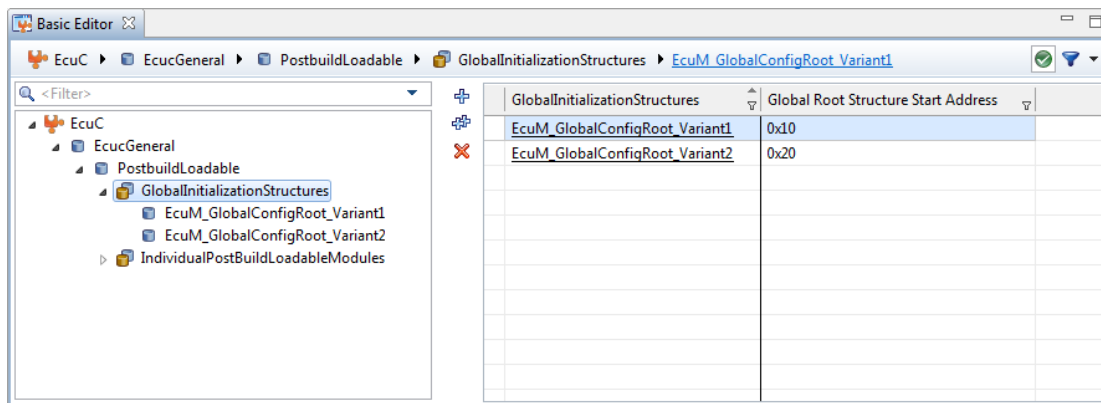 Basic Editor
EcuC EcucGeneral PostbuildLoadable GlobalInitializationStructures EcuM_GlobalConfigRoot_Variant1
<Filter>
EcuC
EcucGeneral
PostbuildLoadable
GlobalInitializationStructures
EcuM_GlobalConfigRoot_Variant1
EcuM_GlobalConfigRoot_Variant2
IndividualPostBuildLoadableModules
GlobalInitializationStructures Global Root Structure Start Address
EcuM_GlobalConfigRoot_Variant1 0x10
EcuM_GlobalConfigRoot_Variant2 0x20